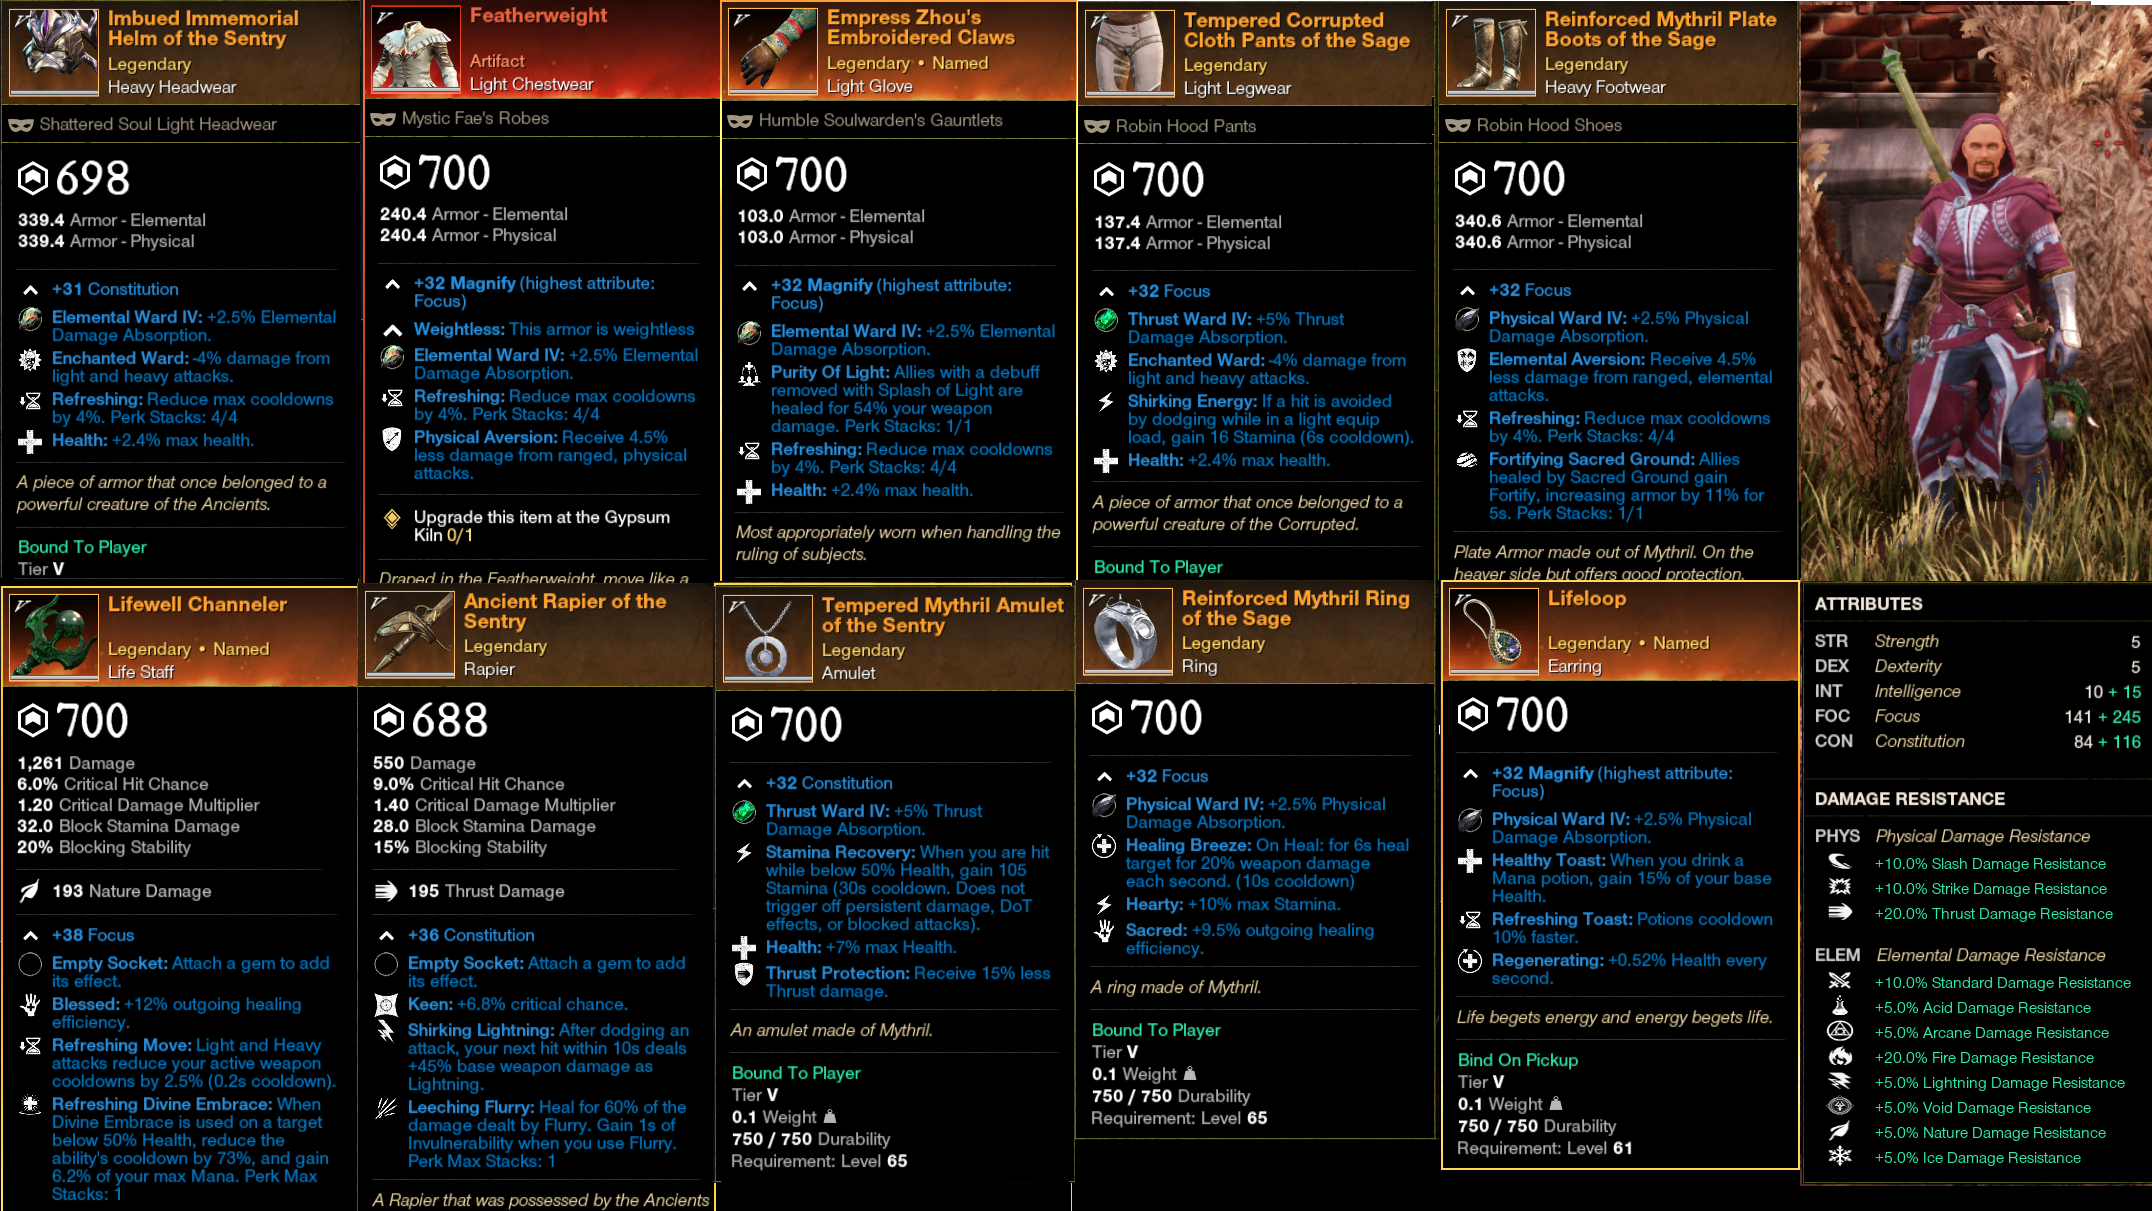 Imbued Immemorial
Helm of the Sentry
Legendary
Heavy Headwear
Shattered Soul Light Headwear
698
339.4 Armor - Elemental
339.4 Armor - Physical
+31 Constitution
Elemental Ward IV: +2.5% Elemental
Damage Absorption.
Enchanted Ward: -4% damage from
light and heavy attacks.
Refreshing: Reduce max cooldowns
by 4%. Perk Stacks: 4/4
Health: +2.4% max health.
A piece of armor that once belonged to a
powerful creature of the Ancients.
Bound To Player
Tier V
Featherweight
Artifact
Light Chestwear
Mystic Fae's Robes
700
240.4 Armor - Elemental
240.4 Armor - Physical
+32 Magnify (highest attribute:
Focus)
Weightless: This armor is weightless
Elemental Ward IV: +2.5% Elemental
Damage Absorption.
Refreshing: Reduce max cooldowns
by 4%. Perk Stacks: 4/4
Physical Aversion: Receive 4.5%
less damage from ranged, physical
attacks.
Upgrade this item at the Gypsum
Kiln 0/1
Draped in the Featherweight, move like a
Empress Zhou's
Embroidered Claws
Legendary • Named
Light Glove
Humble Soulwarden's Gauntlets
700
103.0 Armor - Elemental
103.0 Armor - Physical
+32 Magnify (highest attribute:
Focus)
Elemental Ward IV: +2.5% Elemental
Damage Absorption.
Purity Of Light: Allies with a debuff
removed with Splash of Light are
healed for 54% your weapon
damage. Perk Stacks: 1/1
Refreshing: Reduce max cooldowns
by 4%. Perk Stacks: 4/4
Health: +2.4% max health.
Most appropriately worn when handling the
ruling of subjects.
Tempered Corrupted
Cloth Pants of the Sage
Legendary
Light Legwear
Robin Hood Pants
700
137.4 Armor - Elemental
137.4 Armor - Physical
+32 Focus
Thrust Ward IV: +5% Thrust
Damage Absorption.
Enchanted Ward: -4% damage from
light and heavy attacks.
Shirking Energy: If a hit is avoided
by dodging while in a light equip
load, gain 16 Stamina (6s cooldown).
Health: +2.4% max health.
A piece of armor that once belonged to a
powerful creature of the Corrupted.
Bound To Player
Reinforced Mythril Plate
Boots of the Sage
Legendary
Heavy Footwear
Robin Hood Shoes
700
340.6 Armor - Elemental
340.6 Armor - Physical
+32 Focus
Physical Ward IV: +2.5% Physical
Damage Absorption.
Elemental Aversion: Receive 4.5%
less damage from ranged, elemental
attacks.
Refreshing: Reduce max cooldowns
by 4%. Perk Stacks: 4/4
Fortifying Sacred Ground: Allies
healed by Sacred Ground gain
Fortify, increasing armor by 11% for
5s. Perk Stacks: 1/1
Plate Armor made out of Mythril. On the
heaver side but offers good protection.
Lifewell Channeler
Legendary • Named
Life Staff
700
1,261 Damage
6.0% Critical Hit Chance
1.20 Critical Damage Multiplier
32.0 Block Stamina Damage
20% Blocking Stability
193 Nature Damage
+38 Focus
Empty Socket: Attach a gem to add
its effect.
Blessed: +12% outgoing healing
efficiency.
Refreshing Move: Light and Heavy
attacks reduce your active weapon
cooldowns by 2.5% (0.2s cooldown).
Refreshing Divine Embrace: When
Divine Embrace is used on a target
below 50% Health, reduce the
ability's cooldown by 73%, and gain
6.2% of your max Mana. Perk Max
Stacks: 1
Ancient Rapier of the
Sentry
Legendary
Rapier
688
550 Damage
9.0% Critical Hit Chance
1.40 Critical Damage Multiplier
28.0 Block Stamina Damage
15% Blocking Stability
195 Thrust Damage
+36 Constitution
Empty Socket: Attach a gem to add
its effect.
Keen: +6.8% critical chance.
Shirking Lightning: After dodging an
attack, your next hit within 10s deals
+45% base weapon damage as
Lightning.
Leeching Flurry: Heal for 60% of the
damage dealt by Flurry. Gain 1s of
Invulnerability when you use Flurry.
Perk Max Stacks: 1
A Rapier that was possessed by the Ancients
Tempered Mythril Amulet
of the Sentry
Legendary
Amulet
700
+32 Constitution
Thrust Ward IV: +5% Thrust
Damage Absorption.
Stamina Recovery: When you are hit
while below 50% Health, gain 105
Stamina (30s cooldown. Does not
trigger off persistent damage, DoT
effects, or blocked attacks).
Health: +7% max Health.
Thrust Protection: Receive 15% less
Thrust damage.
An amulet made of Mythril.
Bound To Player
Tier V
0.1 Weight
750 / 750 Durability
Requirement: Level 65
Reinforced Mythril Ring
of the Sage
Legendary
Ring
700
+32 Focus
Physical Ward IV: +2.5% Physical
Damage Absorption.
Healing Breeze: On Heal: for 6s heal
target for 20% weapon damage
each second. (10s cooldown)
Hearty: +10% max Stamina.
Sacred: +9.5% outgoing healing
efficiency.
A ring made of Mythril.
Bound To Player
Tier V
0.1 Weight
750 / 750 Durability
Requirement: Level 65
Lifeloop
Legendary • Named
Earring
700
+32 Magnify (highest attribute:
Focus)
Physical Ward IV: +2.5% Physical
Damage Absorption.
Healthy Toast: When you drink a
Mana potion, gain 15% of your base
Health.
Refreshing Toast: Potions cooldown
10% faster.
Regenerating: +0.52% Health every
second.
Life begets energy and energy begets life.
Bind On Pickup
Tier V
0.1 Weight
750 / 750 Durability
Requirement: Level 61
ATTRIBUTES
STR Strength 5
DEX Dexterity 5
INT Intelligence 10 + 15
FOC Focus 141 + 245
CON Constitution 84 + 116
DAMAGE RESISTANCE
PHYS Physical Damage Resistance
+10.0% Slash Damage Resistance
+10.0% Strike Damage Resistance
+20.0% Thrust Damage Resistance
ELEM Elemental Damage Resistance
+10.0% Standard Damage Resistance
+5.0% Acid Damage Resistance
+5.0% Arcane Damage Resistance
+20.0% Fire Damage Resistance
+5.0% Lightning Damage Resistance
+5.0% Void Damage Resistance
+5.0% Nature Damage Resistance
+5.0% Ice Damage Resistance